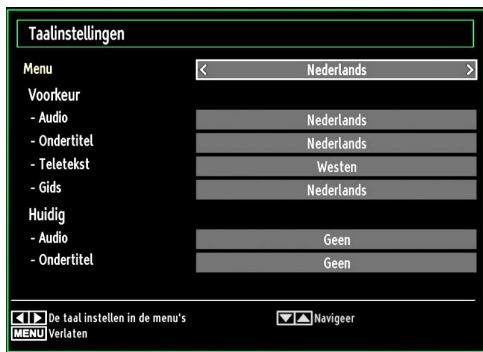 Taalinstellingen
Menu < Nederlands >
Voorkeur
- Audio Nederlands
- Ondertitel Nederlands
- Teletekst Westen
- Gids Nederlands
Huidig
- Audio Geen
- Ondertitel Geen
De taal instellen in de menu's Navigeer
MENU Verlaten